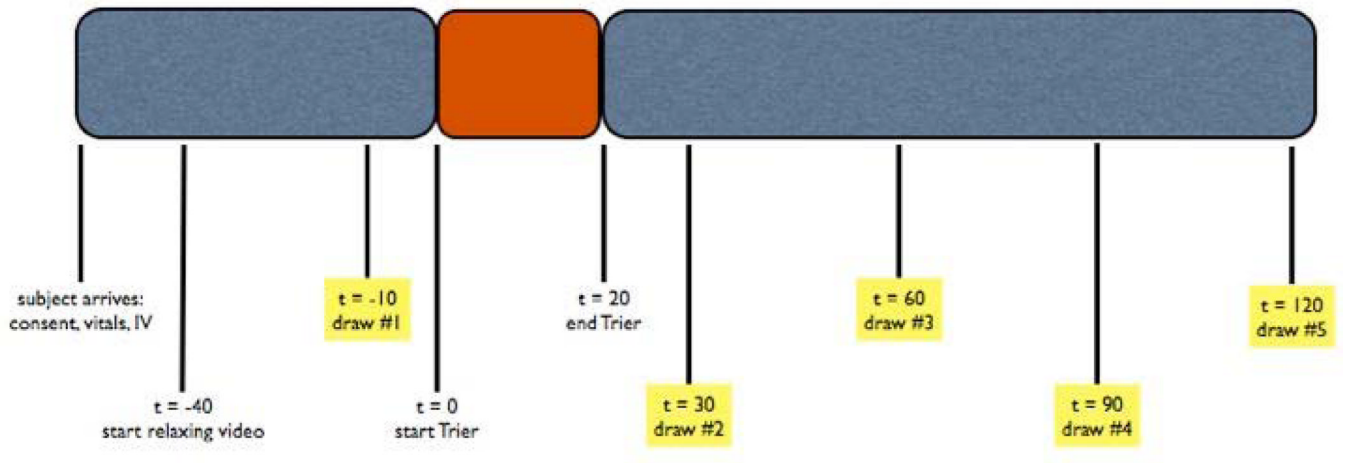 subject arrives:
consent, vitals, IV
t = -40
start relaxing video
t = -10
draw #1
t = 0
start Trier
t = 20
end Trier
t = 30
draw #2
t = 60
draw #3
t = 90
draw #4
t = 120
draw #5